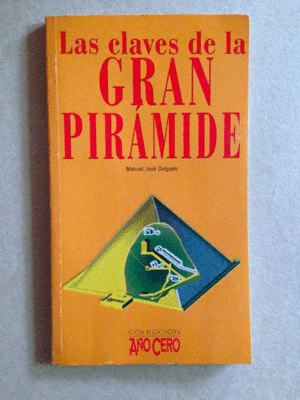 Las claves de la
GRAN
PIRÁMIDE
Manuel José Delgado
COLECCIÓN
AÑO CERO